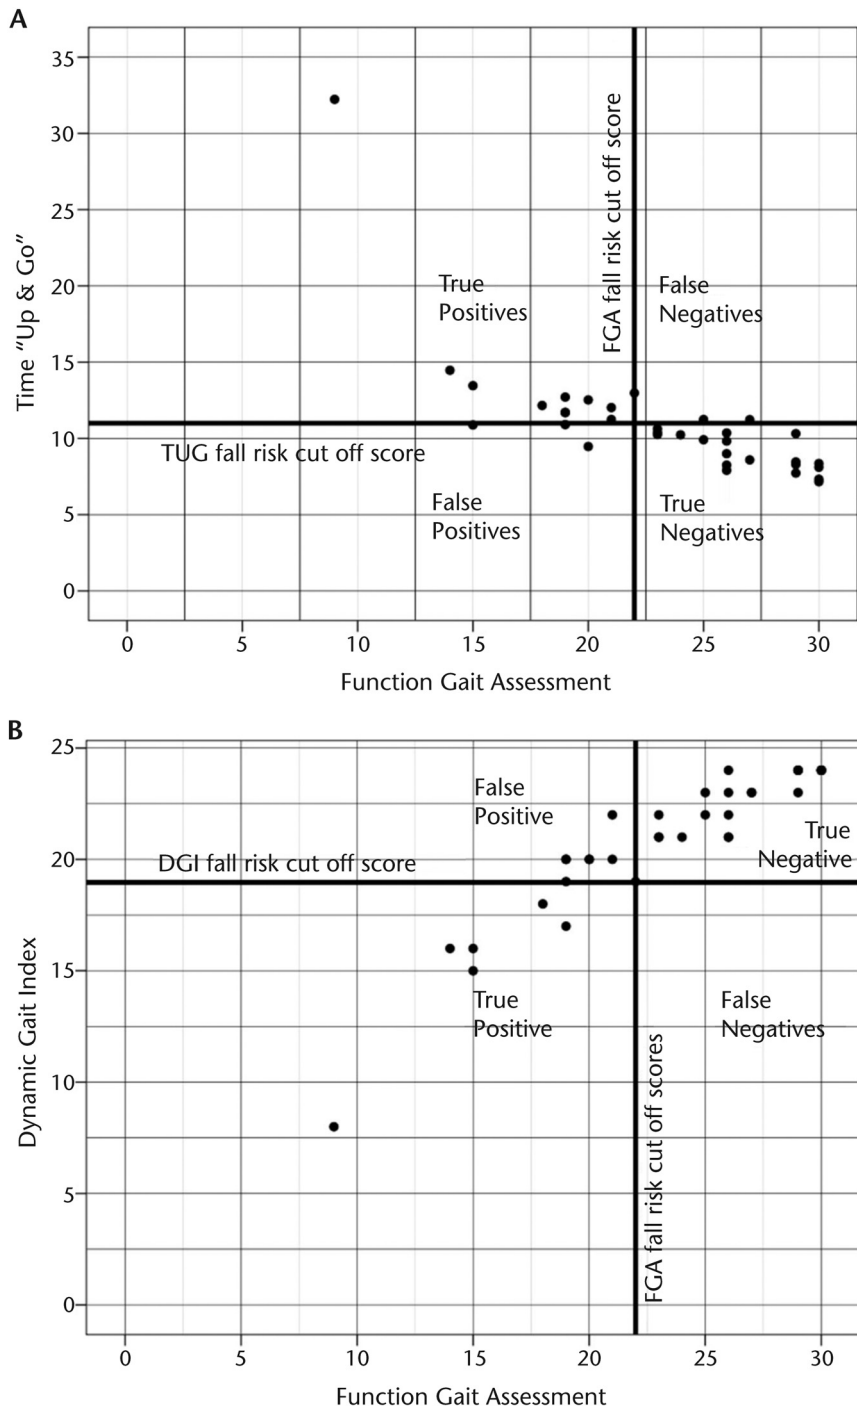 A
35
30
25
20
15
10
5
0
Time “Up & Go”
FGA fall risk cut off score
True
Positives
False
Negatives
TUG fall risk cut off score
False
Positives
True
Negatives
0 5 10 15 20 25 30
Function Gait Assessment
B
25
20
15
10
5
0
Dynamic Gait Index
False
Positive
DGI fall risk cut off score
True
Negative
True
Positive
False
Negatives
FGA fall risk cut off scores
0 5 10 15 20 25 30
Function Gait Assessment